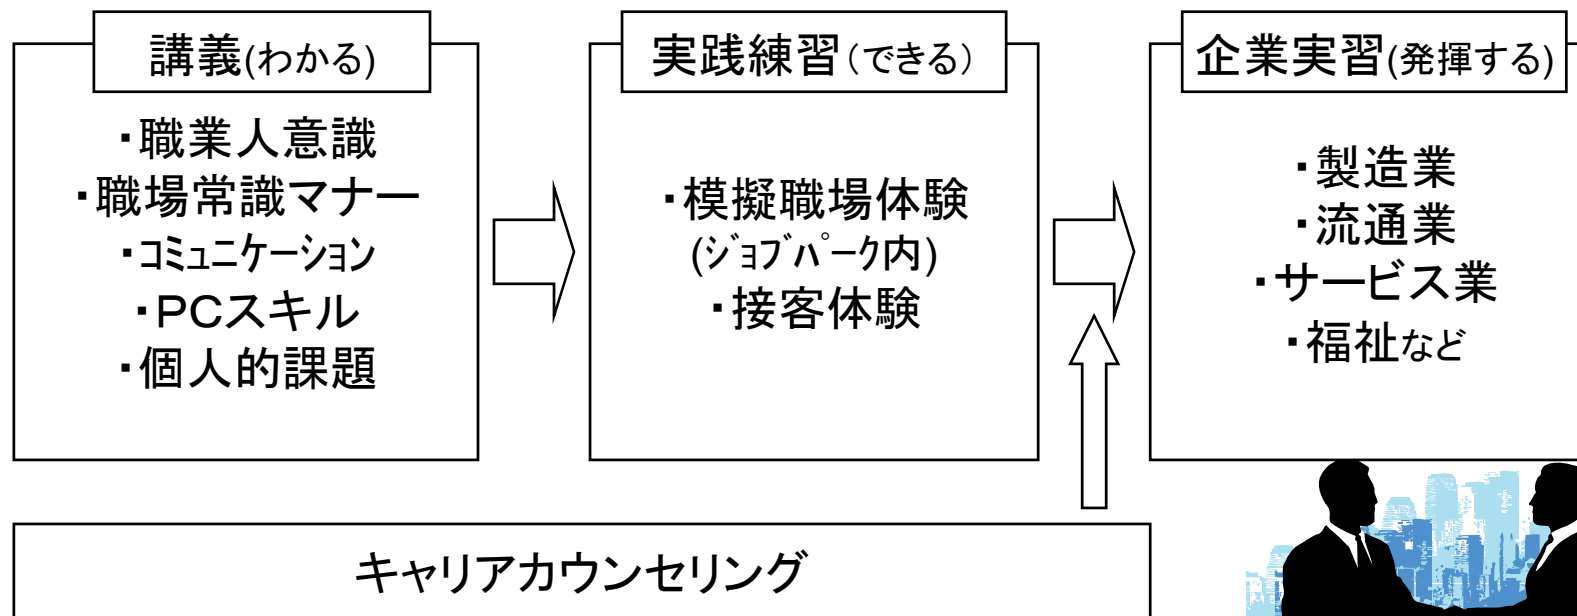 講義(わかる)
・職業人意識
・職場常識マナー
・ｺﾐｭﾆｹｰｼｮﾝ
・ＰＣスキル
・個人的課題
実践練習（できる）
・模擬職場体験
(ｼﾞｮﾌﾞﾊﾟｰｸ内)
・接客体験
企業実習(発揮する)
・製造業
・流通業
・サービス業
・福祉など
キャリアカウンセリング